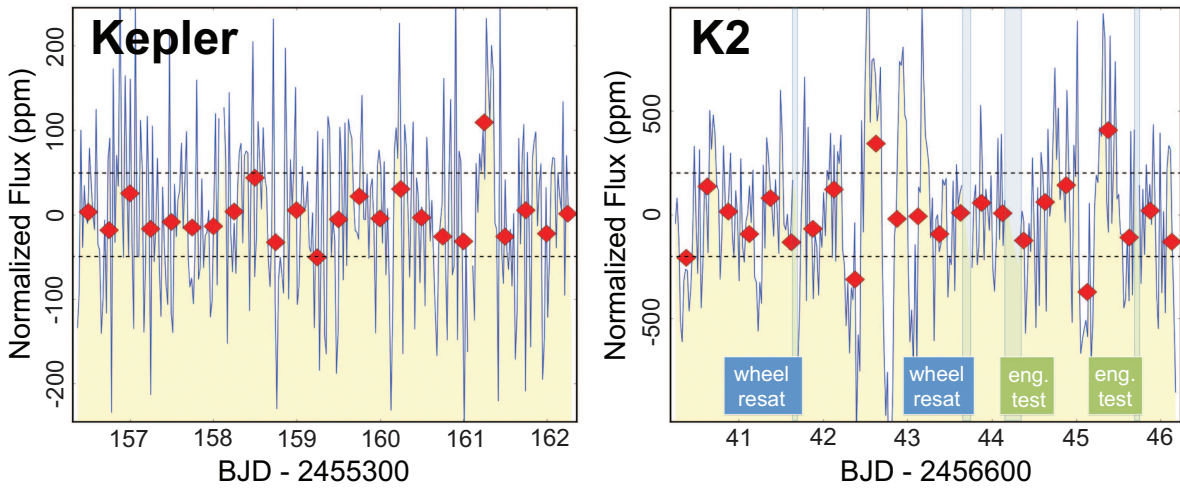 Kepler
Normalized Flux (ppm)
200
100
0
-100
-200
157
158
159
160
161
162
BJD - 2455300
K2
Normalized Flux (ppm)
500
0
-500
wheel
resat
wheel
resat
eng.
test
eng.
test
41
42
43
44
45
46
BJD - 2456600